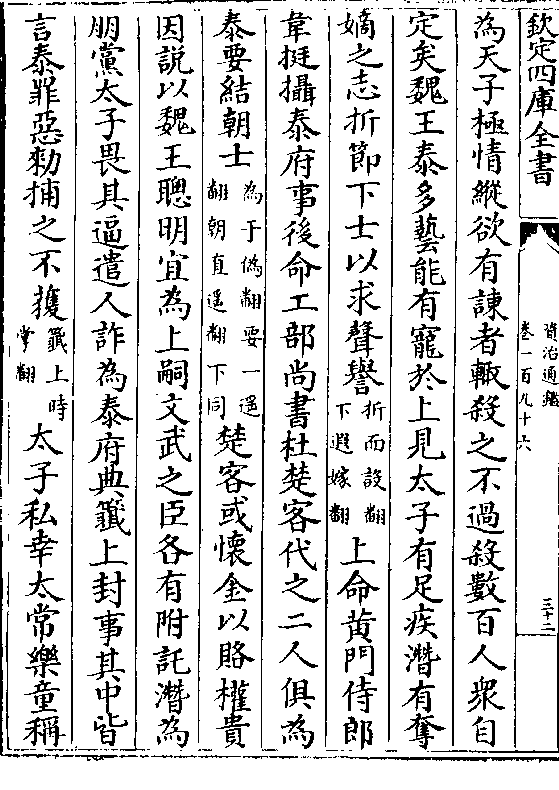 欽定四庫全書
資治通鑑
卷一百九十六
三十二
為天子極情縱欲有諌者輙殺之不過殺數百人衆自
定矣魏王泰多藝能有寵於上見太子有足疾濳有奪
嫡之志折節下士以求聲譽折而設翻
下遐嫁翻上命黄門侍郎
韋挺攝泰府事後命工部尚書杜楚客代之二人俱為
泰要結朝士為于偽翻要一遥
翻朝直遥翻下同楚客或懐金以賂權貴
因説以魏王聰明宜為上嗣文武之臣各有附託濳為
朋黨太子畏其逼遣人詐為泰府典籖上封事其中皆
言泰罪惡勑捕之不獲籖上時
掌翻太子私幸太常樂童稱